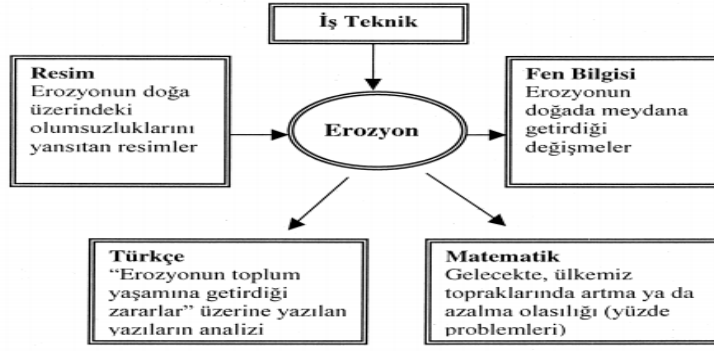 İş Teknik
Resim
Erozyonun doğa
üzerindeki
olumsuzluklarını
yansıtan resimler
Erozyon
Fen Bilgisi
Erozyonun
doğada meydana
getirdiği
değişmeler
Türkçe
“Erozyonun toplum
yaşamına getirdiği
zararlar” üzerine yazılan
yazıların analizi
Matematik
Gelecekte, ülkemiz
topraklarında artma ya da
azalma olasılığı (yüzde
problemleri)